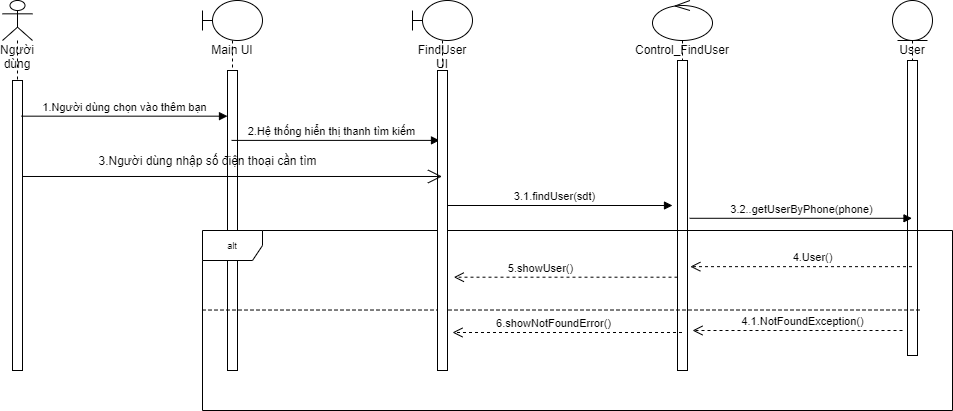 Người
dùng
Main UI
FindUser
UI
Control_FindUser
User
1.Người dùng chọn vào thêm bạn
2.Hệ thống hiển thị thanh tìm kiếm
3.Người dùng nhập số điện thoại cần tìm
3.1.findUser(sdt)
3.2..getUserByPhone(phone)
alt
4.User()
5.showUser()
4.1.NotFoundException()
6.showNotFoundError()